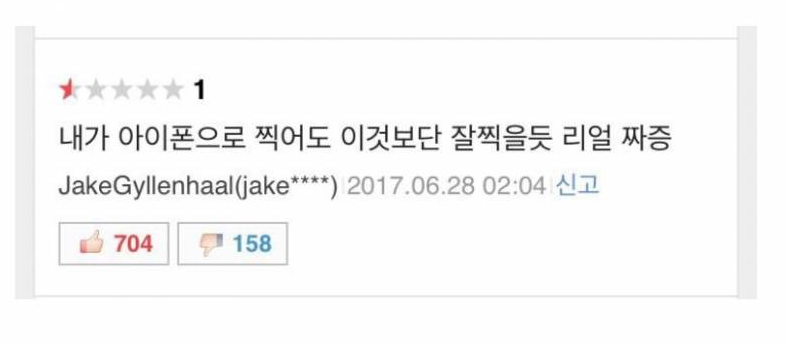 1
내가 아이폰으로 찍어도 이것보단 잘찍을듯 리얼 짜증
JakeGyllenhaal(jake****) 2017.06.28 02:04 신고
704 158